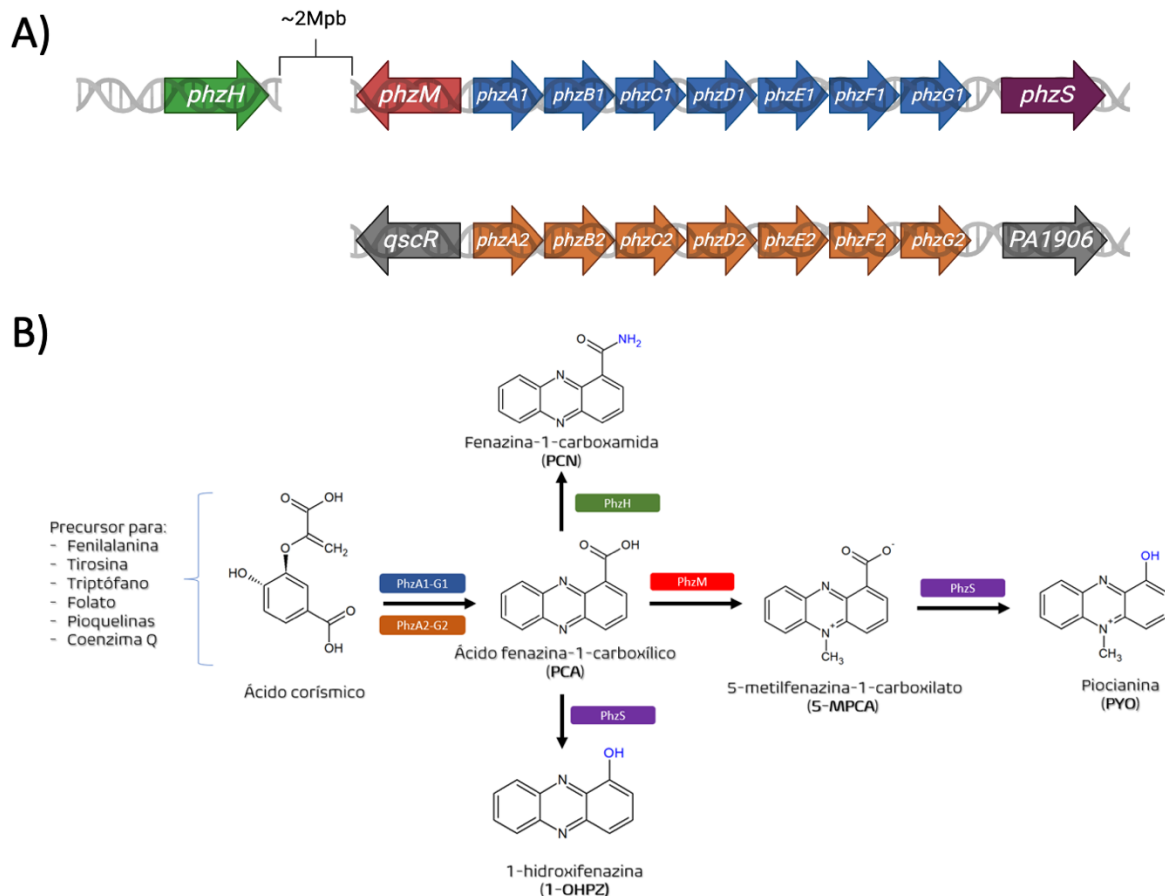 A)
~2Mpb
phzH
phzM
phzA1
phzB1
phzC1
phzD1
phzE1
phzF1
phzG1
phzS
qscR
phzA2
phzB2
phzC2
phzD2
phzE2
phzF2
phzG2
PA1906
B)
O
NH2
N
N
Fenazina-1-carboxamida
(PCN)
PhzH
Precursor para:
- Fenilalanina
- Tirosina
- Triptófano
- Folato
- Pioquelinas
- Coenzima Q
OH
O
CH2
O
HO
O
OH
Ácido corísmico
PhzA1-G1
PhzA2-G2
O
OH
N
N
Ácido fenazina-1-carboxílico
(PCA)
PhzM
O
O-
N
N+
CH3
5-metilfenazina-1-carboxilato
(5-MPCA)
PhzS
OH
N
N+
CH3
Piocianina
(PYO)
PhzS
OH
N
N
1-hidroxifenazina
(1-OHPZ)